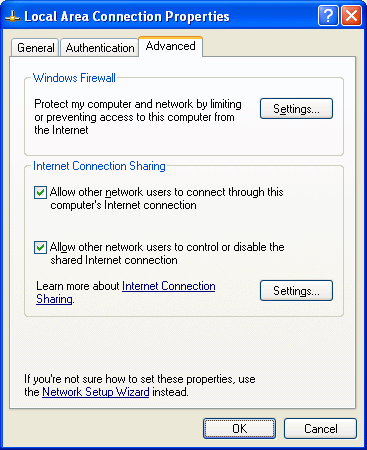 Local Area Connection Properties
General Authentication Advanced
Windows Firewall
Protect my computer and network by limiting
or preventing access to this computer from
the Internet
Settings...
Internet Connection Sharing
Allow other network users to connect through this
computer's Internet connection
Allow other network users to control or disable the
shared Internet connection
Learn more about Internet Connection
Sharing.
Settings...
If you're not sure how to set these properties, use
the Network Setup Wizard instead.
OK Cancel